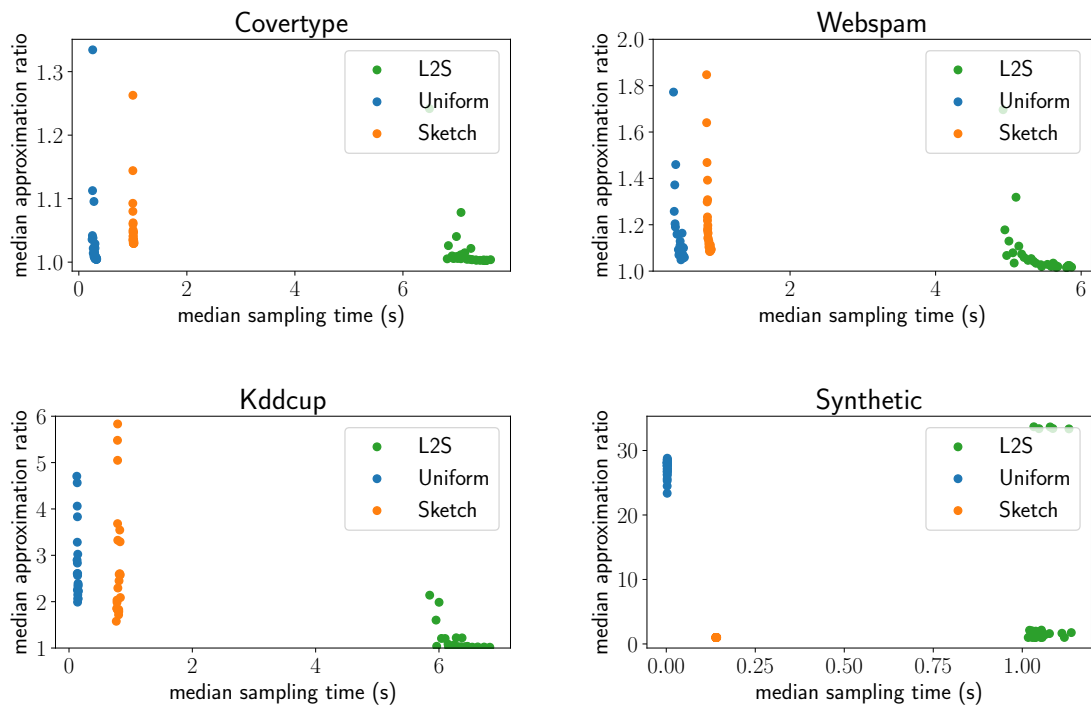 Covertype
median approximation ratio
1.3
1.2
1.1
1.0
0 2 4 6
median sampling time (s)
L2S
Uniform
Sketch
Webspam
median approximation ratio
2.0
1.8
1.6
1.4
1.2
1.0
2 4 6
median sampling time (s)
L2S
Uniform
Sketch
Kddcup
median approximation ratio
6
5
4
3
2
1
0 2 4 6
median sampling time (s)
L2S
Uniform
Sketch
Synthetic
median approximation ratio
30
20
10
0
0.00 0.25 0.50 0.75 1.00
median sampling time (s)
L2S
Uniform
Sketch